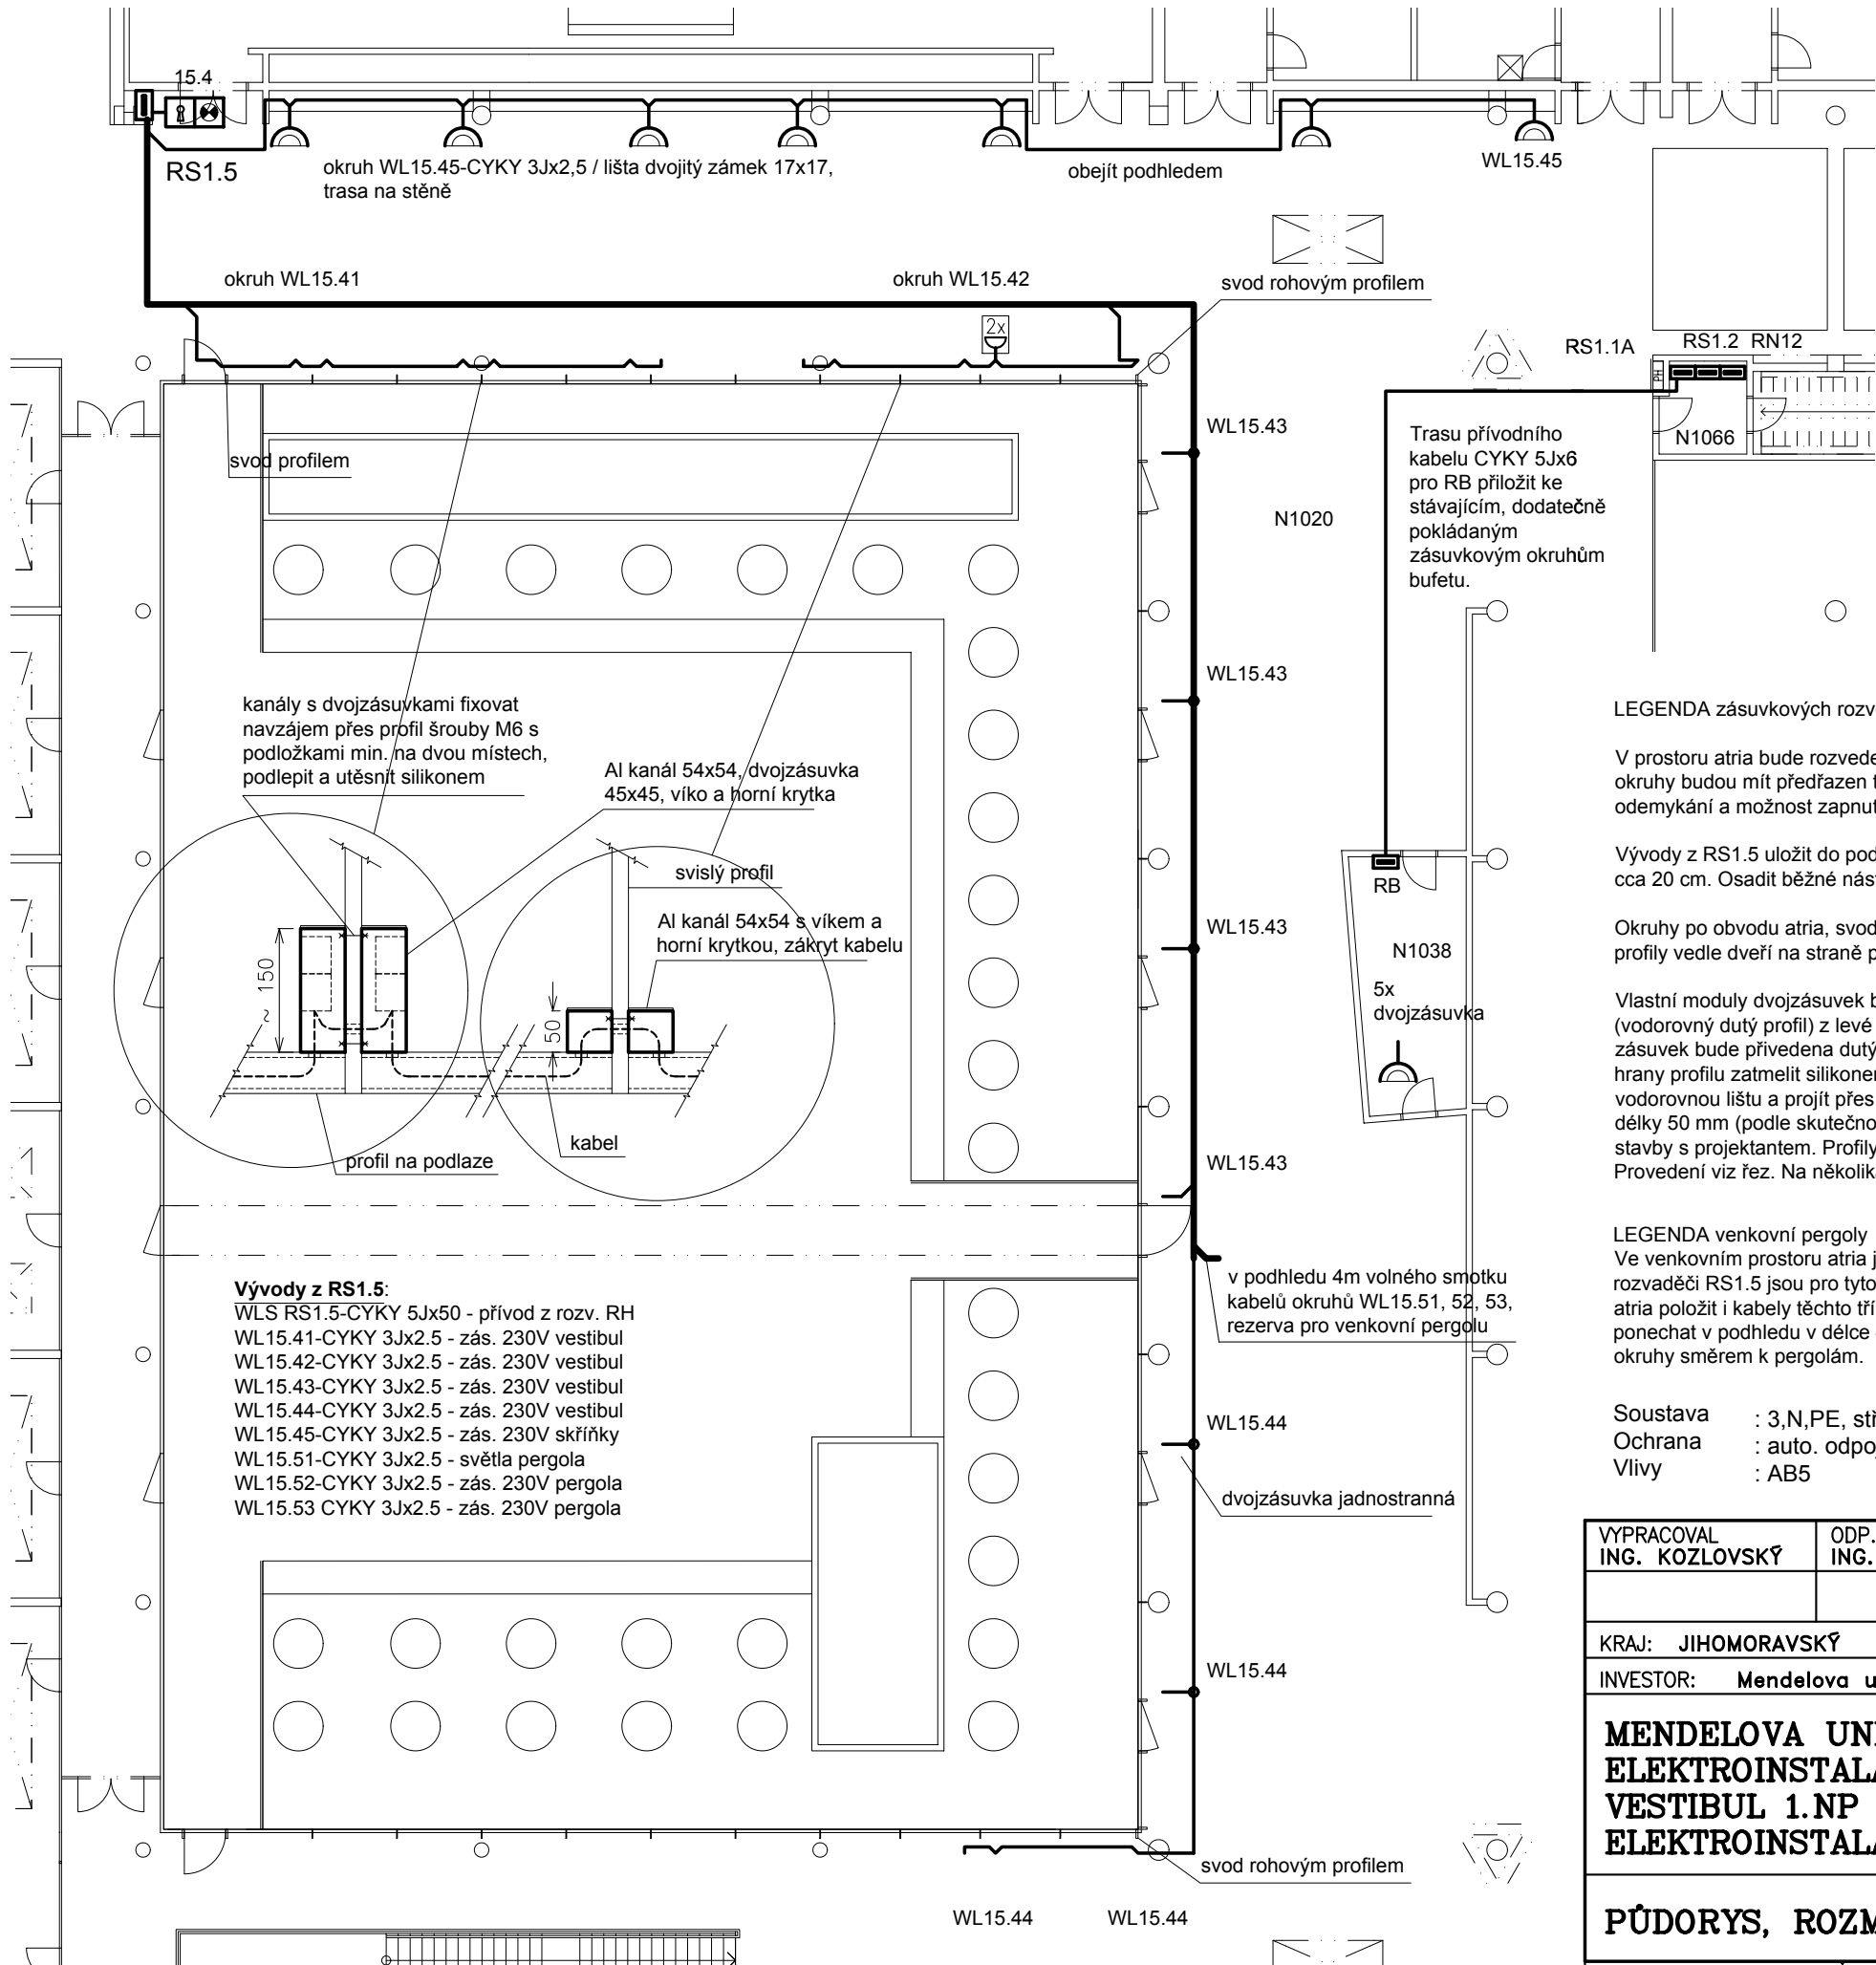 15.4
RS1.5
okruh WL15.45-CYKY 3Jx2,5 / lišta dvojitý zámek 17x17,
trasa na stěně
obejít podhledem
WL15.45
okruh WL15.41
okruh WL15.42
svod rohovým profilem
2x
RS1.1A
RS1.2 RN12
PH
N1066
WL15.43
svod profilem
Trasu přívodního
kabelu CYKY 5Jx6
pro RB přiložit ke
stávajícím, dodatečně
pokládaným
zásuvkovým okruhům
bufetu.
N1020
WL15.43
kanály s dvojzásuvkami fixovat
navzájem přes profil šrouby M6 s
podložkami min. na dvou místech,
podlepit a utěsnit silikonem
Al kanál 54x54, dvojzásuvka
45x45, víko a horní krytka
svislý profil
Al kanál 54x54 s víkem a
horní krytkou, zákryt kabelu
~ 150
50
kabel
profil na podlaze
WL15.43
RB
N1038
5x
dvojzásuvka
WL15.43
v podhledu 4m volného smotku
kabelů okruhů WL15.51, 52, 53,
rezerva pro venkovní pergolu
Vývody z RS1.5:
WLS RS1.5-CYKY 5Jx50 - přívod z rozv. RH
WL15.41-CYKY 3Jx2.5 - zás. 230V vestibul
WL15.42-CYKY 3Jx2.5 - zás. 230V vestibul
WL15.43-CYKY 3Jx2.5 - zás. 230V vestibul
WL15.44-CYKY 3Jx2.5 - zás. 230V vestibul
WL15.45-CYKY 3Jx2.5 - zás. 230V skříňky
WL15.51-CYKY 3Jx2.5 - světla pergola
WL15.52-CYKY 3Jx2.5 - zás. 230V pergola
WL15.53 CYKY 3Jx2.5 - zás. 230V pergola
WL15.44
dvojzásuvka jadnostranná
WL15.44
svod rohovým profilem
WL15.44
WL15.44
LEGENDA zásuvkových rozv
V prostoru atria bude rozvede
okruhy budou mít předřazen t
odemykání a možnost zapnut
Vývody z RS1.5 uložit do pod
cca 20 cm. Osadit běžné nás
Okruhy po obvodu atria, svod
profily vedle dveří na straně p
Vlastní moduly dvojzásuvek b
(vodorovný dutý profil) z levé
zásuvek bude přivedena dutý
hrany profilu zatmelit silikone
vodorovnou lištu a projít přes
délky 50 mm (podle skutečno
stavby s projektantem. Profily
Provedení viz řez. Na několik
LEGENDA venkovní pergoly
Ve venkovním prostoru atria j
rozvaděči RS1.5 jsou pro tyto
atria položit i kabely těchto tří
ponechat v podhledu v délce
okruhy směrem k pergolám.
Soustava : 3,N,PE, stř
Ochrana : auto. odpoj
Vlivy : AB5
VYPRACOVAL
ING. KOZLOVSKÝ
ODP.
ING.
KRAJ: JIHOMORAVSKÝ
INVESTOR: Mendelova u
MENDELOVA UNI
ELEKTROINSTALA
VESTIBUL 1.NP
ELEKTROINSTALA
PŮDORYS, ROZM